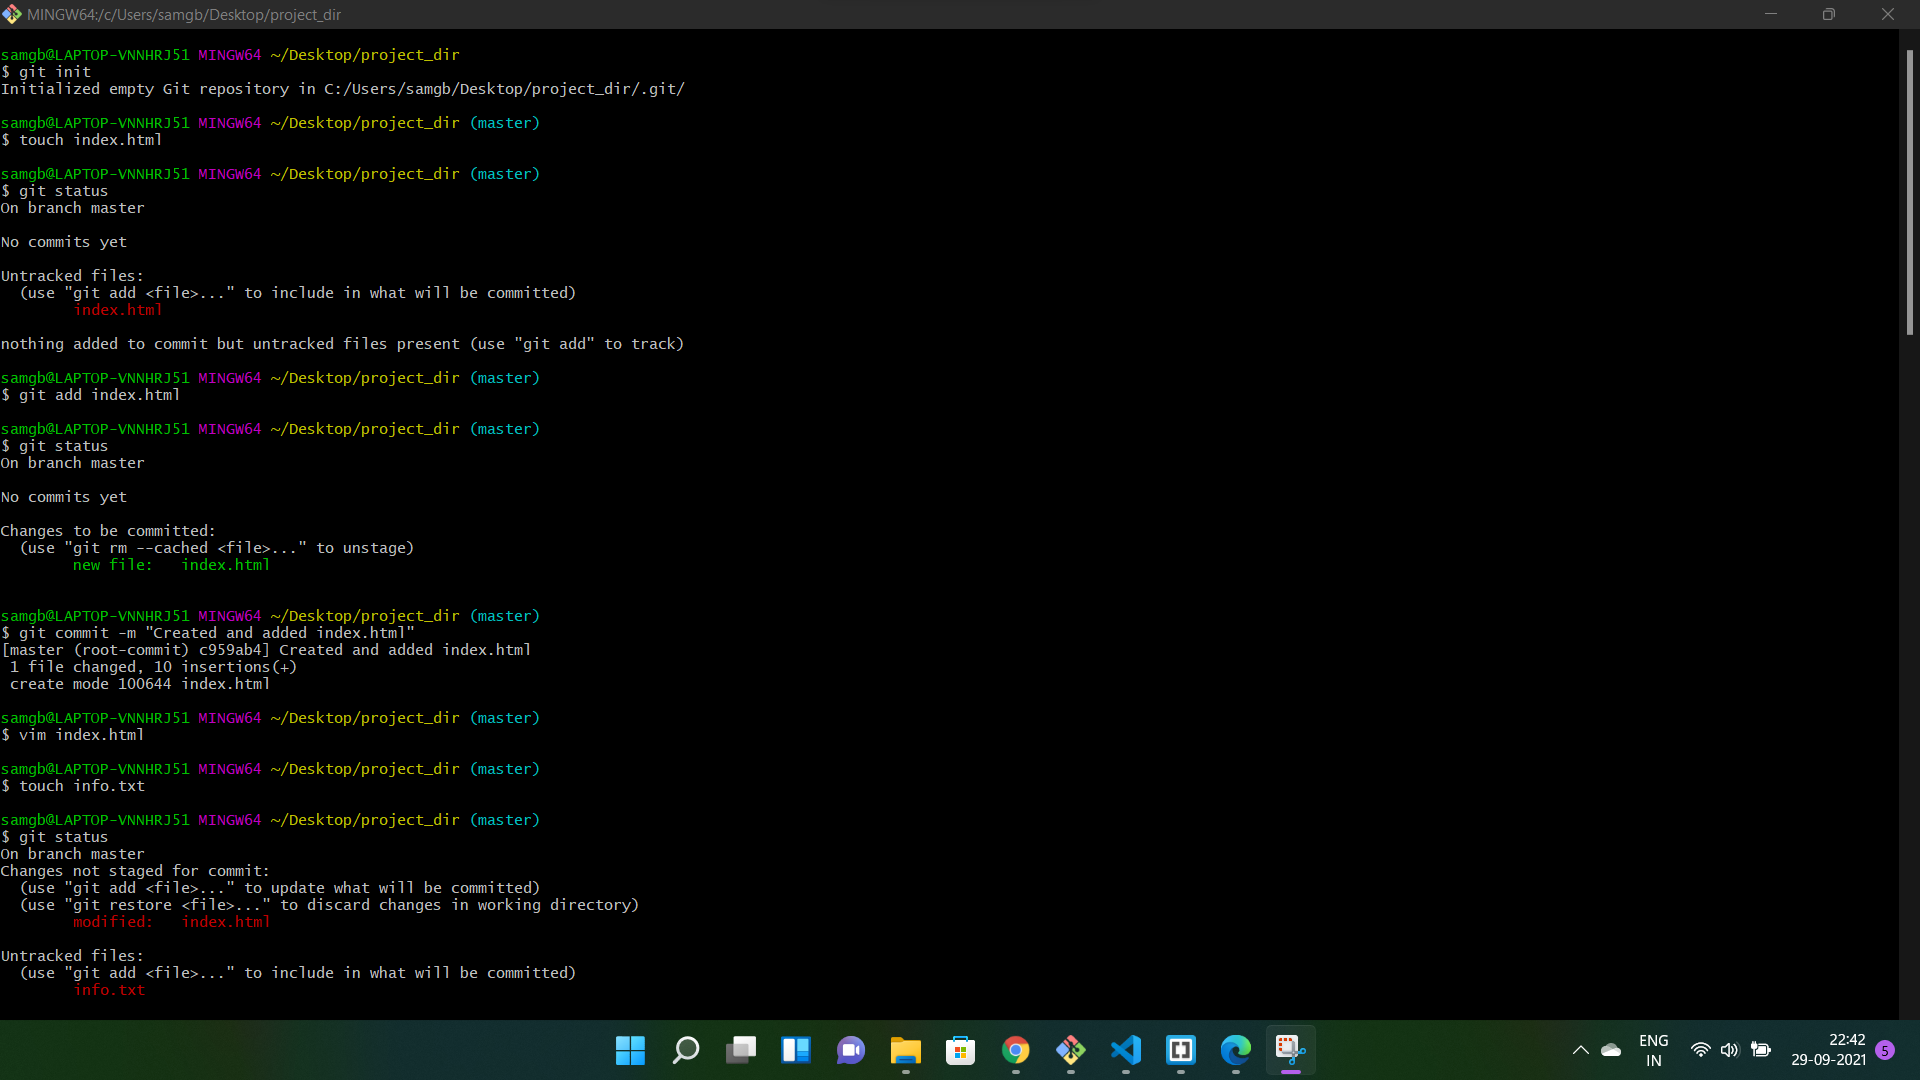 MINGW64:/c/Users/samgb/Desktop/project_dir
samgb@LAPTOP-VNNHRJ51 MINGW64 ~/Desktop/project_dir
$ git init
Initialized empty Git repository in C:/Users/samgb/Desktop/project_dir/.git/
samgb@LAPTOP-VNNHRJ51 MINGW64 ~/Desktop/project_dir (master)
$ touch index.html
samgb@LAPTOP-VNNHRJ51 MINGW64 ~/Desktop/project_dir (master)
$ git status
On branch master
No commits yet
Untracked files:
  (use "git add <file>..." to include in what will be committed)
        index.html
nothing added to commit but untracked files present (use "git add" to track)
samgb@LAPTOP-VNNHRJ51 MINGW64 ~/Desktop/project_dir (master)
$ git add index.html
samgb@LAPTOP-VNNHRJ51 MINGW64 ~/Desktop/project_dir (master)
$ git status
On branch master
No commits yet
Changes to be committed:
  (use "git rm --cached <file>..." to unstage)
        new file:   index.html
samgb@LAPTOP-VNNHRJ51 MINGW64 ~/Desktop/project_dir (master)
$ git commit -m "Created and added index.html"
[master (root-commit) c959ab4] Created and added index.html
 1 file changed, 10 insertions(+)
 create mode 100644 index.html
samgb@LAPTOP-VNNHRJ51 MINGW64 ~/Desktop/project_dir (master)
$ vim index.html
samgb@LAPTOP-VNNHRJ51 MINGW64 ~/Desktop/project_dir (master)
$ touch info.txt
samgb@LAPTOP-VNNHRJ51 MINGW64 ~/Desktop/project_dir (master)
$ git status
On branch master
Changes not staged for commit:
  (use "git add <file>..." to update what will be committed)
  (use "git restore <file>..." to discard changes in working directory)
        modified:   index.html
Untracked files:
  (use "git add <file>..." to include in what will be committed)
        info.txt
ENG
IN
22:42
29-09-2021
5